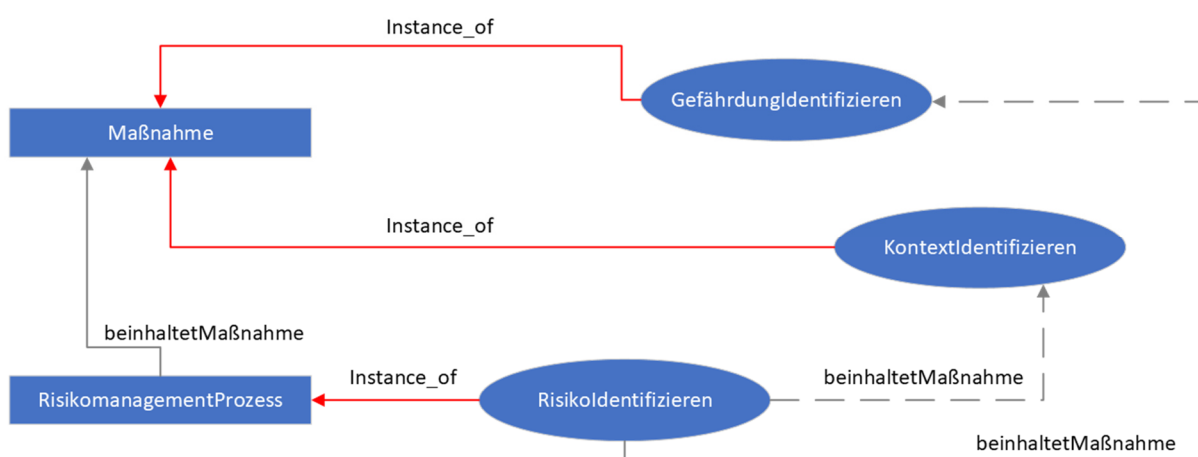 Instance_of
GefährdungIdentifizieren
Maßnahme
Instance_of
KontextIdentifizieren
beinhaltetMaßnahme
Instance_of
beinhaltetMaßnahme
RisikomanagementProzess
RisikoIdentifizieren
beinhaltetMaßnahme